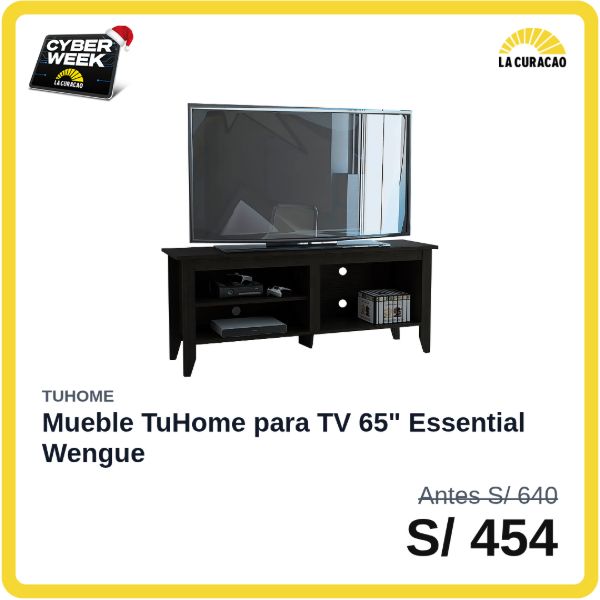 CYBER
WEEK
LA CURACAO
LA CURACAO
TUHOME
Mueble TuHome para TV 65" Essential
Wengue
Antes S/ 640
S/ 454